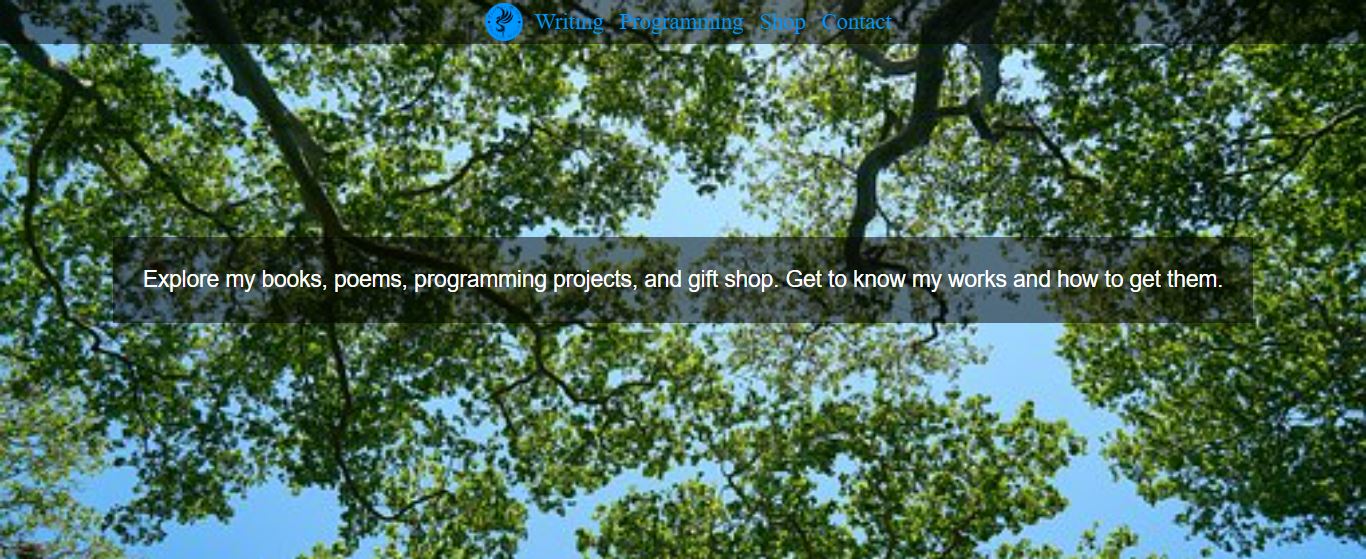 Writing Programming Shop Contact
Explore my books, poems, programming projects, and gift shop. Get to know my works and how to get them.